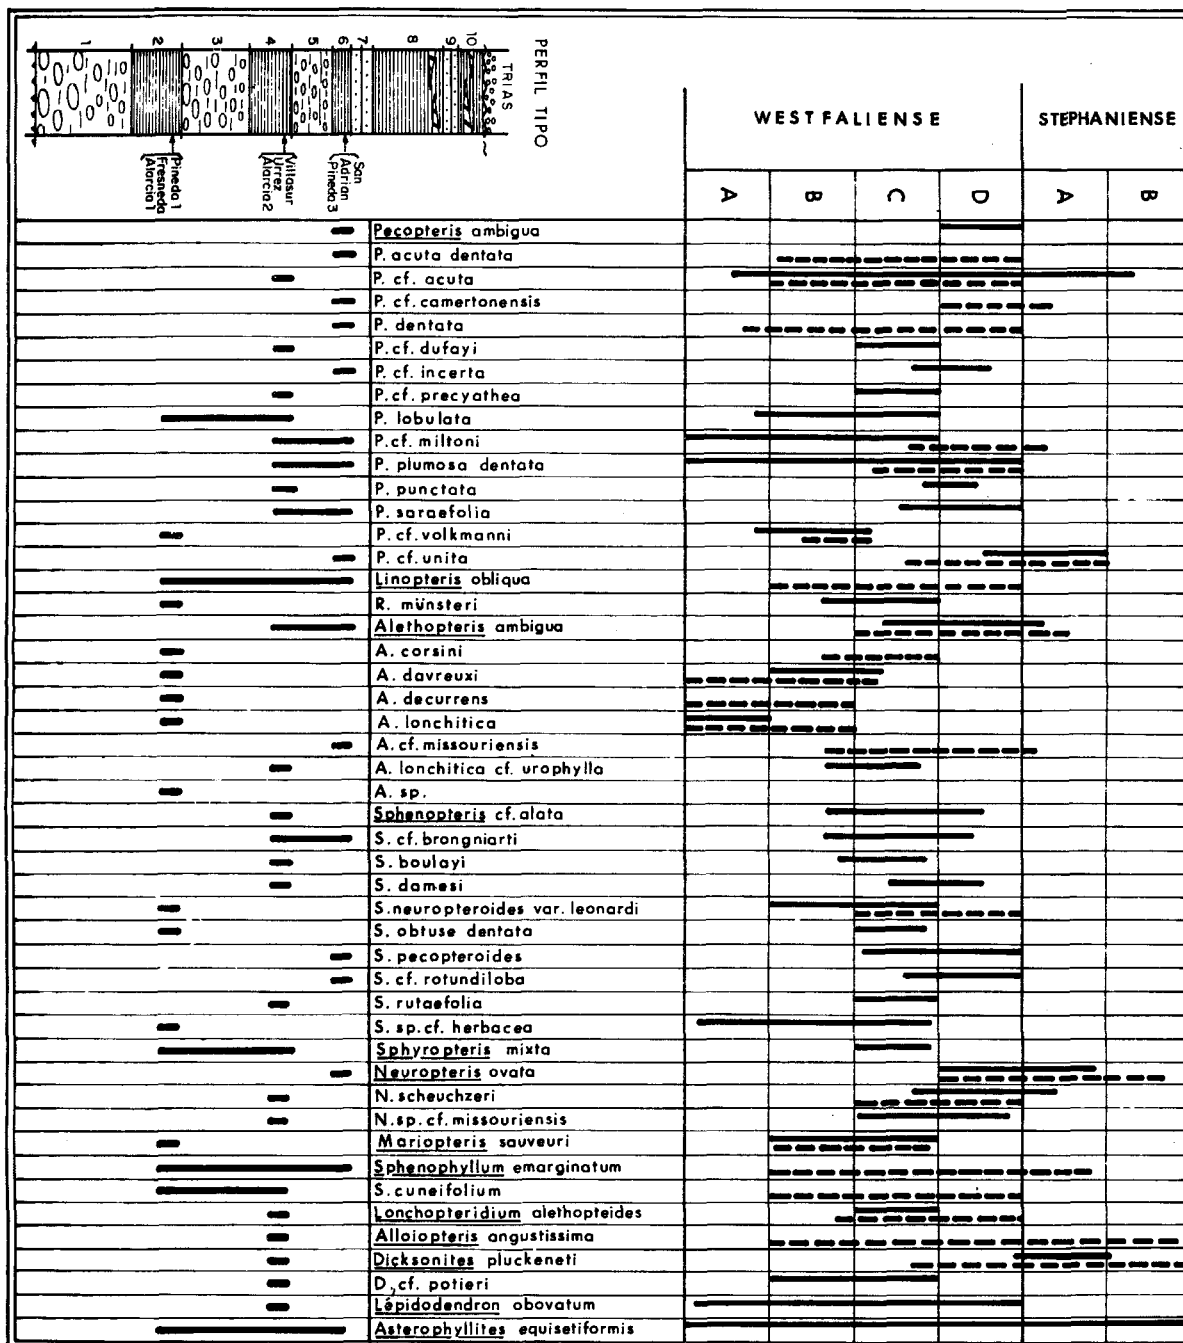 1 2 3 4 5 6 7 8 9 10
TRIAS
PERFIL TIPO
Pineda 1
Fresneda
Alarcia 1
Villasur
Urrez
Alarcia 2
San
Adrian
Pineda 3
WESTFALIENSE STEPHANIENSE
A B C D A B
Pecopteris ambigua
P. acuta dentata
P. cf. acuta
P. cf. camertonensis
P. dentata
P. cf. dufayi
P. cf. incerta
P. cf. precyathea
P. lobulata
P. cf. miltoni
P. plumosa dentata
P. punctata
P. saraefolia
P. cf. volkmanni
P. cf. unita
Linopteris obliqua
R. münsteri
Alethopteris ambigua
A. corsini
A. davreuxi
A. decurrens
A. lonchitica
A. cf. missouriensis
A. lonchitica cf. urophylla
A. sp.
Sphenopteris cf. alata
S. cf. brongniarti
S. boulayi
S. damesi
S. neuropteroides var. leonardi
S. obtuse dentata
S. pecopteroides
S. cf. rotundiloba
S. rutaefolia
S. sp. cf. herbacea
Sphyropteris mixta
Neuropteris ovata
N. scheuchzeri
N. sp. cf. missouriensis
Mariopteris sauveuri
Sphenophyllum emarginatum
S. cuneifolium
Lonchopteridium alethopteides
Alloiopteris angustissima
Dicksonites pluckeneti
D, cf. potieri
Lépidodendron obovatum
Asterophyllites equisetiformis